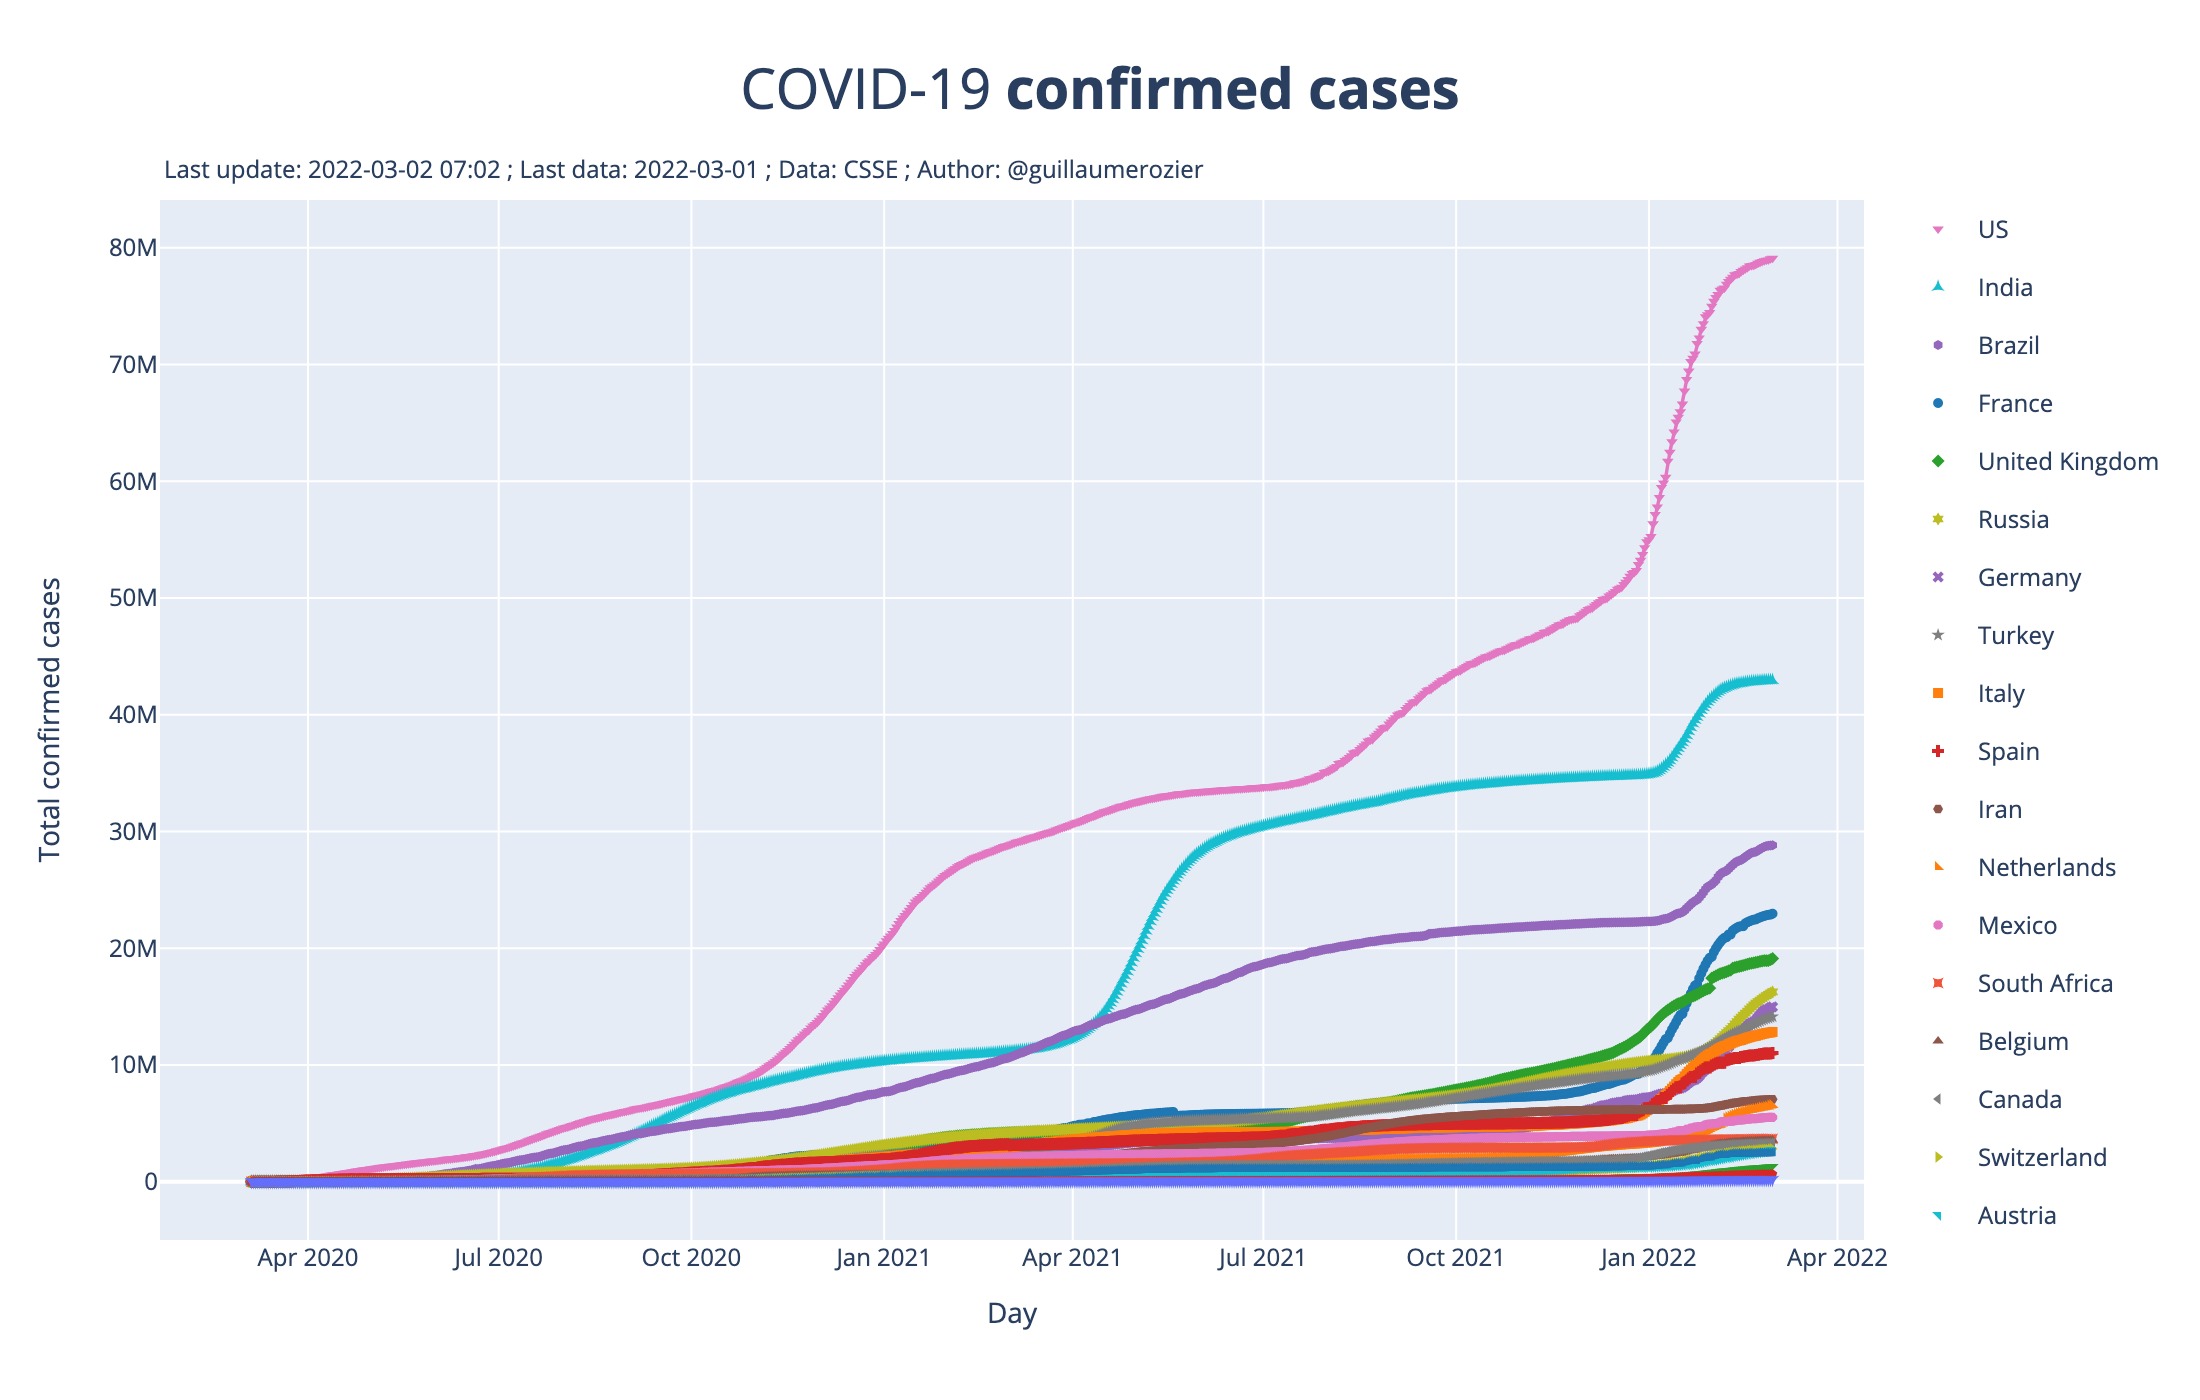 COVID-19 confirmed cases
Last update: 2022-03-02 07:02 ; Last data: 2022-03-01 ; Data: CSSE ; Author: @guillaumerozier
Total confirmed cases
80M
70M
60M
50M
40M
30M
20M
10M
0
Apr 2020
Jul 2020
Oct 2020
Jan 2021
Apr 2021
Jul 2021
Oct 2021
Jan 2022
Apr 2022
Day
US
India
Brazil
France
United Kingdom
Russia
Germany
Turkey
Italy
Spain
Iran
Netherlands
Mexico
South Africa
Belgium
Canada
Switzerland
Austria